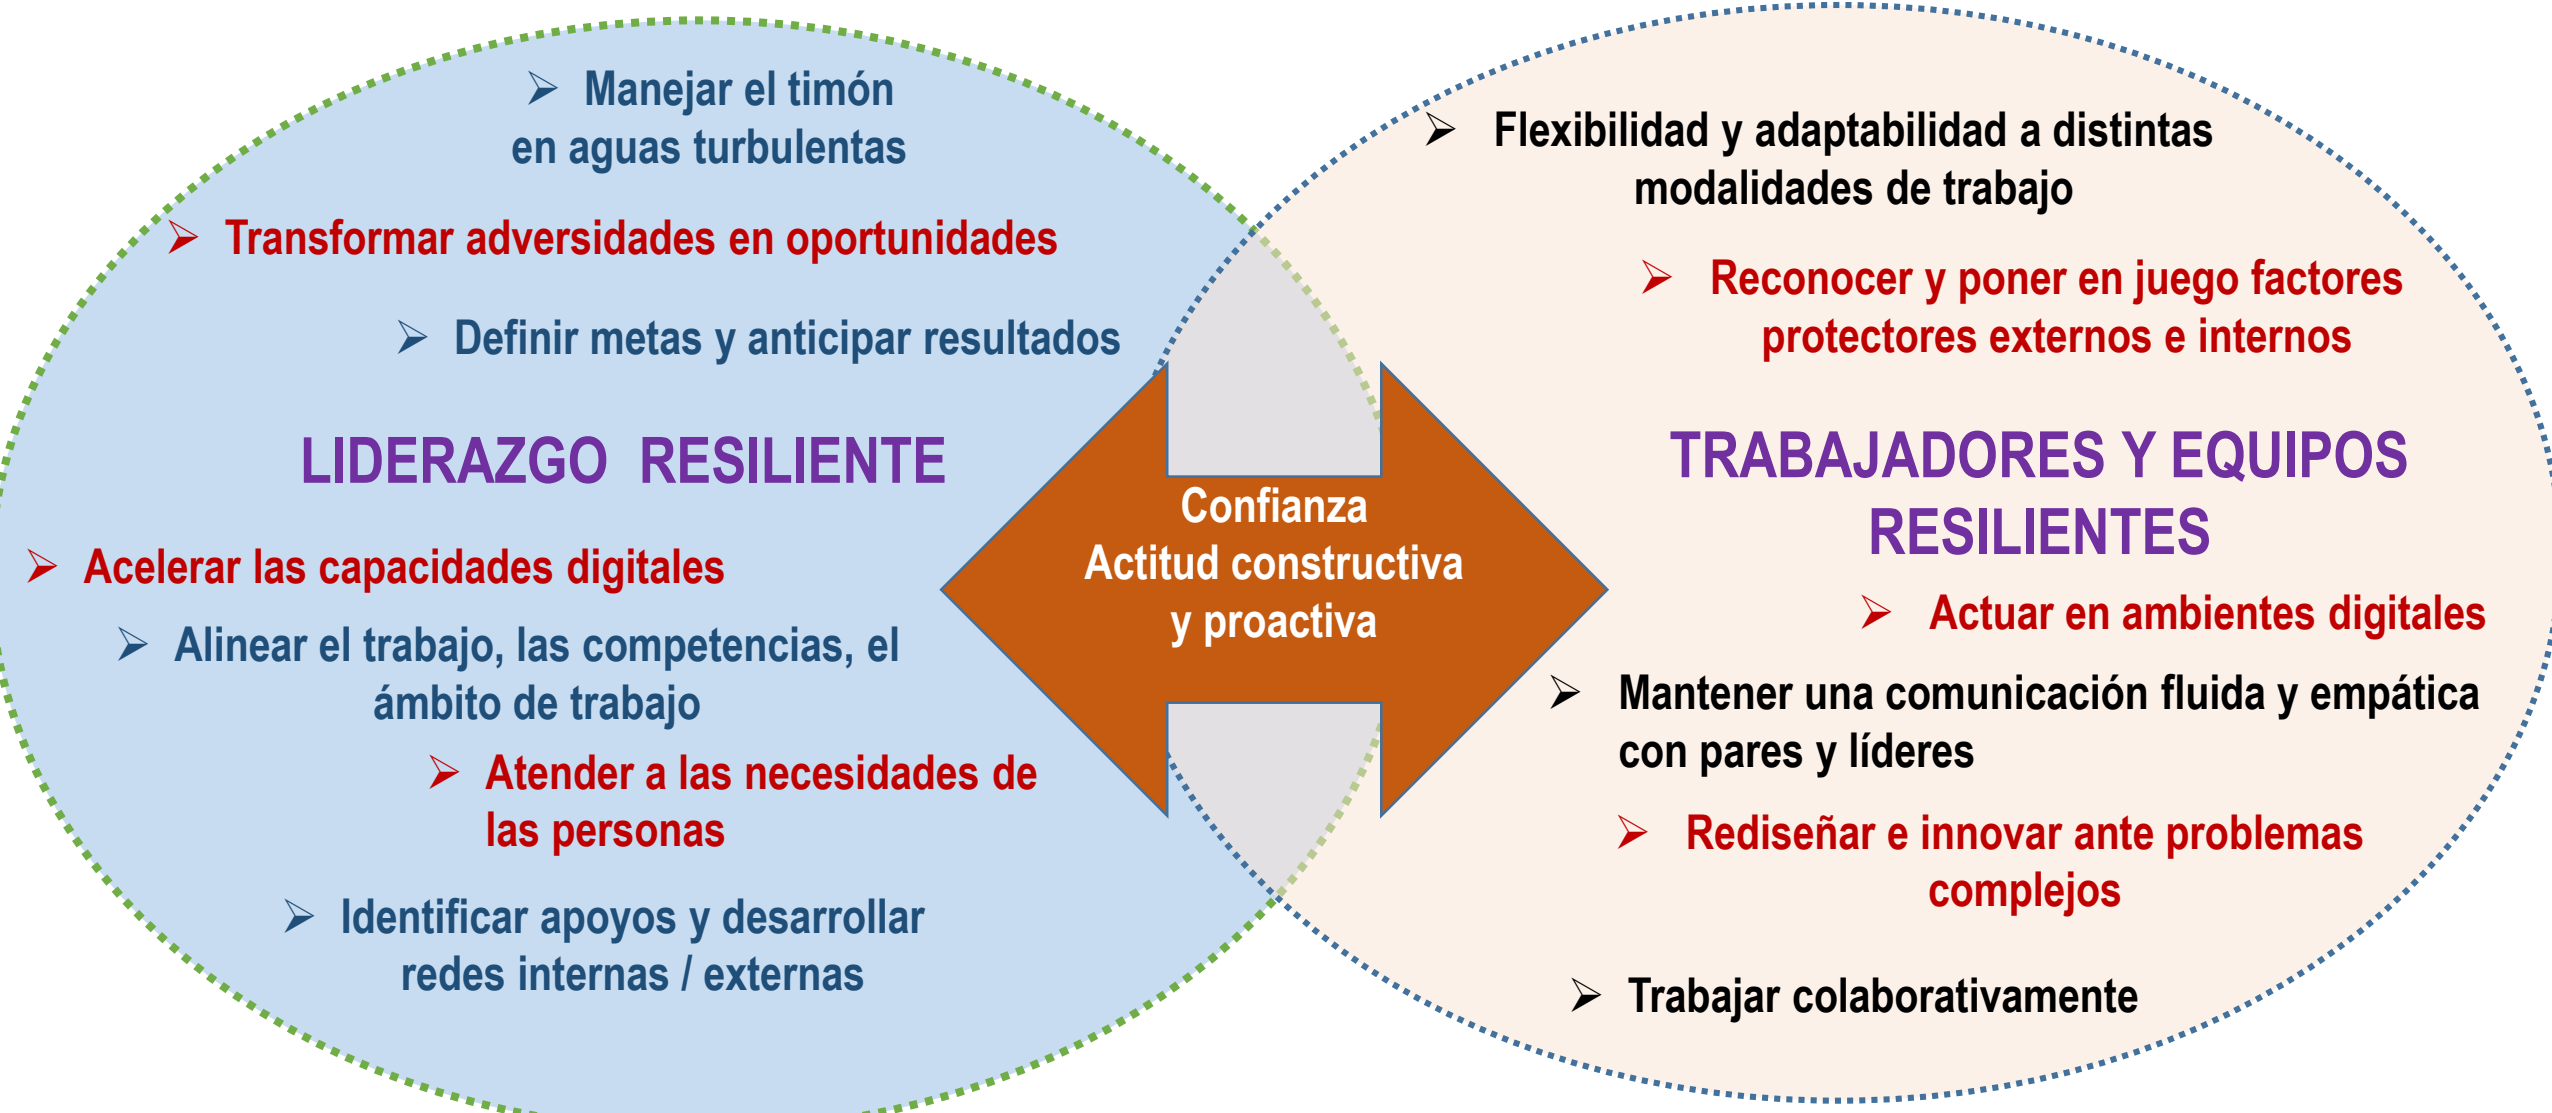 ➢ Manejar el timón
en aguas turbulentas
➢ Transformar adversidades en oportunidades
➢ Definir metas y anticipar resultados
LIDERAZGO RESILIENTE
➢ Acelerar las capacidades digitales
➢ Alinear el trabajo, las competencias, el
ámbito de trabajo
➢ Atender a las necesidades de
las personas
➢ Identificar apoyos y desarrollar
redes internas / externas
Confianza
Actitud constructiva
y proactiva
➢ Flexibilidad y adaptabilidad a distintas
modalidades de trabajo
➢ Reconocer y poner en juego factores
protectores externos e internos
TRABAJADORES Y EQUIPOS
RESILIENTES
➢ Actuar en ambientes digitales
➢ Mantener una comunicación fluida y empática
con pares y líderes
➢ Rediseñar e innovar ante problemas
complejos
➢ Trabajar colaborativamente